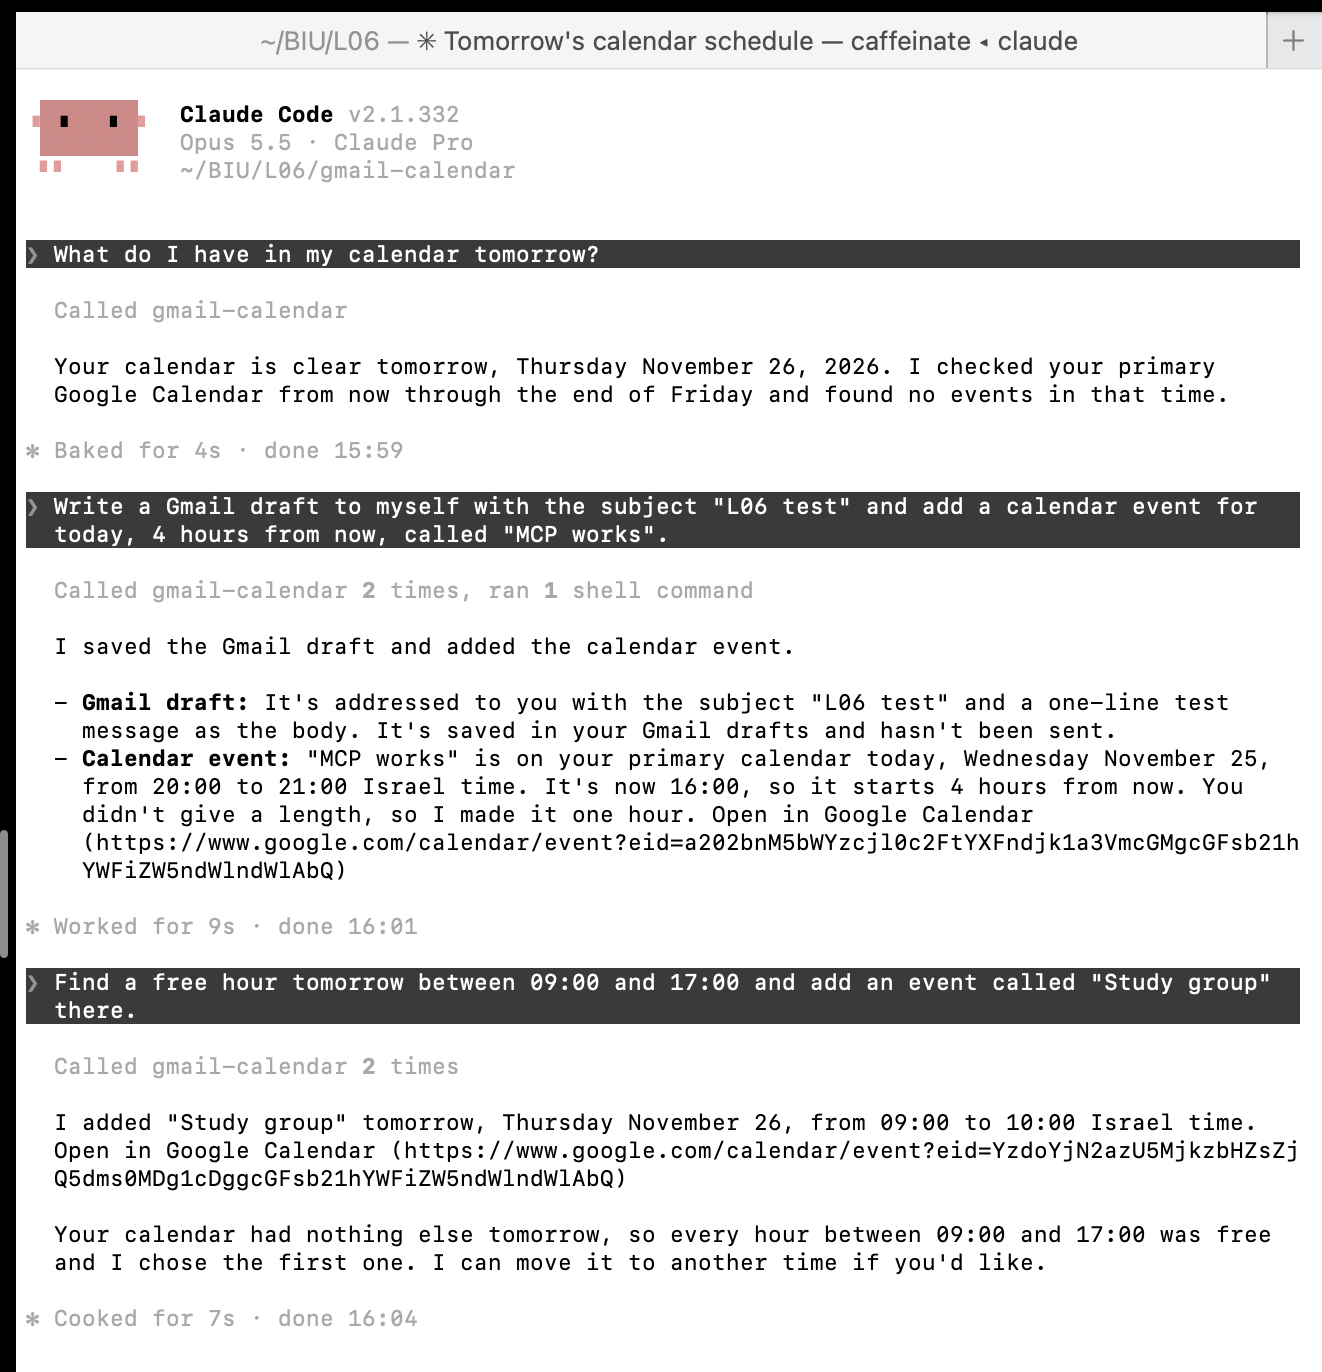 ~/BIU/L06 — ✳ Tomorrow's calendar schedule — caffeinate ◂ claude
Claude Code v2.1.332
Opus 5.5 · Claude Pro
~/BIU/L06/gmail-calendar
❯ What do I have in my calendar tomorrow?
Called gmail-calendar
Your calendar is clear tomorrow, Thursday November 26, 2026. I checked your primary
Google Calendar from now through the end of Friday and found no events in that time.
✻ Baked for 4s · done 15:59
❯ Write a Gmail draft to myself with the subject "L06 test" and add a calendar event for
today, 4 hours from now, called "MCP works".
Called gmail-calendar 2 times, ran 1 shell command
I saved the Gmail draft and added the calendar event.
- Gmail draft: It's addressed to you with the subject "L06 test" and a one-line test
message as the body. It's saved in your Gmail drafts and hasn't been sent.
- Calendar event: "MCP works" is on your primary calendar today, Wednesday November 25,
from 20:00 to 21:00 Israel time. It's now 16:00, so it starts 4 hours from now. You
didn't give a length, so I made it one hour. Open in Google Calendar
(https://www.google.com/calendar/event?eid=a202bnM5bWYzcjl0c2FtYXFndjk1a3VmcGMgcGFsb21h
YWFiZW5ndWlndWlAbQ)
✻ Worked for 9s · done 16:01
❯ Find a free hour tomorrow between 09:00 and 17:00 and add an event called "Study group"
there.
Called gmail-calendar 2 times
I added "Study group" tomorrow, Thursday November 26, from 09:00 to 10:00 Israel time.
Open in Google Calendar (https://www.google.com/calendar/event?eid=YzdoYjN2azU5MjkzbHZsZj
Q5dms0MDg1cDggcGFsb21hYWFiZW5ndWlndWlAbQ)
Your calendar had nothing else tomorrow, so every hour between 09:00 and 17:00 was free
and I chose the first one. I can move it to another time if you'd like.
✻ Cooked for 7s · done 16:04